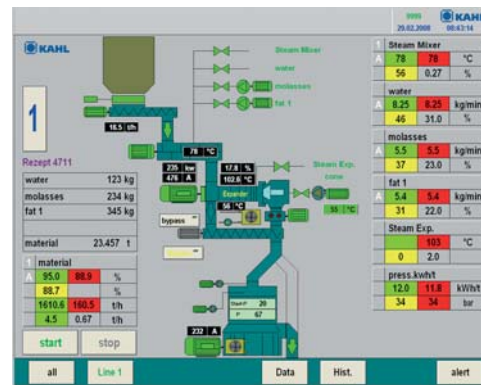 9999
KAHL
29.02.2008 00:43:14
KAHL
1
Steam Mixer
water
molasses
fat 1
18.5 t/h
78 °C
235 kw
476 A
17.8 %
102.6 °C
Steam Exp.
cone
Expander
56 °C
55 °C
bypass
Start-P 20
P 67
232 A
Rezept 4711
water 123 kg
molasses 234 kg
fat 1 345 kg
material 23.457 t
1 material
A 95.0 88.9 %
88.7 %
1610.6 160.5 t/h
4.5 0.67 t/h
start stop
1 Steam Mixer
A 78 78 °C
56 0.27 %
water
A 8.25 8.25 kg/min
46 31.0 %
molasses
A 5.5 5.5 kg/min
37 23.0 %
fat 1
A 5.4 5.4 kg/min
31 22.0 %
Steam Exp.
103 °C
0 2.0
press.kwh/t
12.0 11.8 kWh/t
34 34 bar
all Line 1 Data Hist. alert